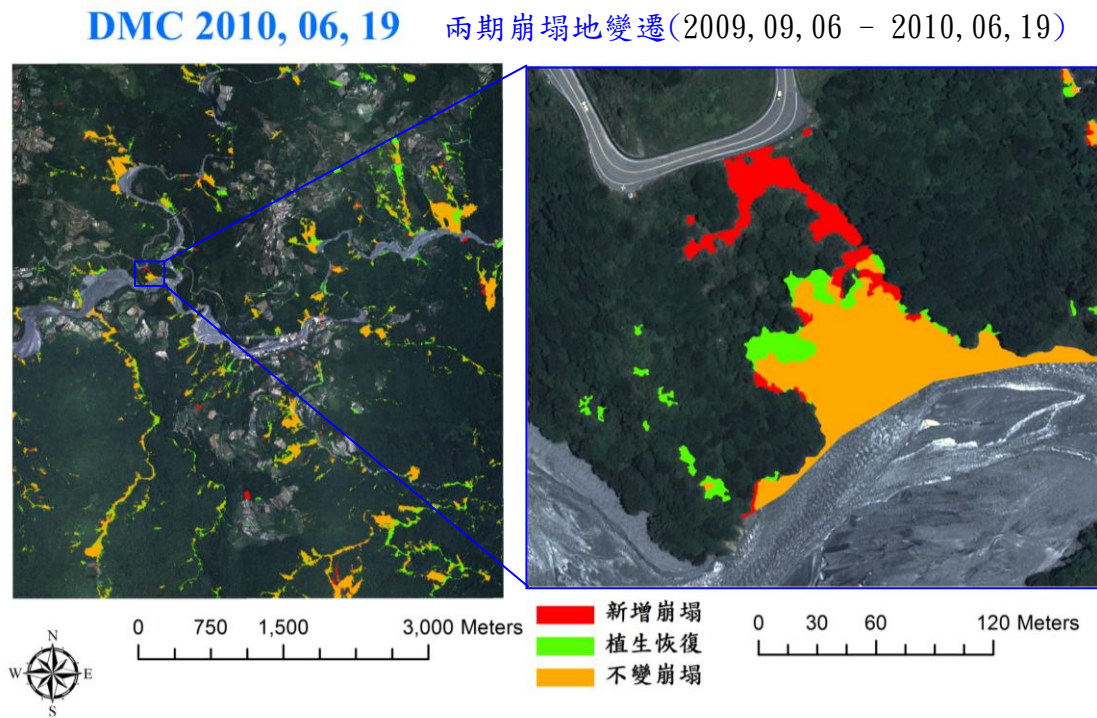 DMC 2010, 06, 19
兩期崩塌地變遷(2009,09,06 - 2010,06,19)
新增崩塌
植生恢復
不變崩塌
0 750 1,500 3,000 Meters
0 30 60 120 Meters
N
W E
S